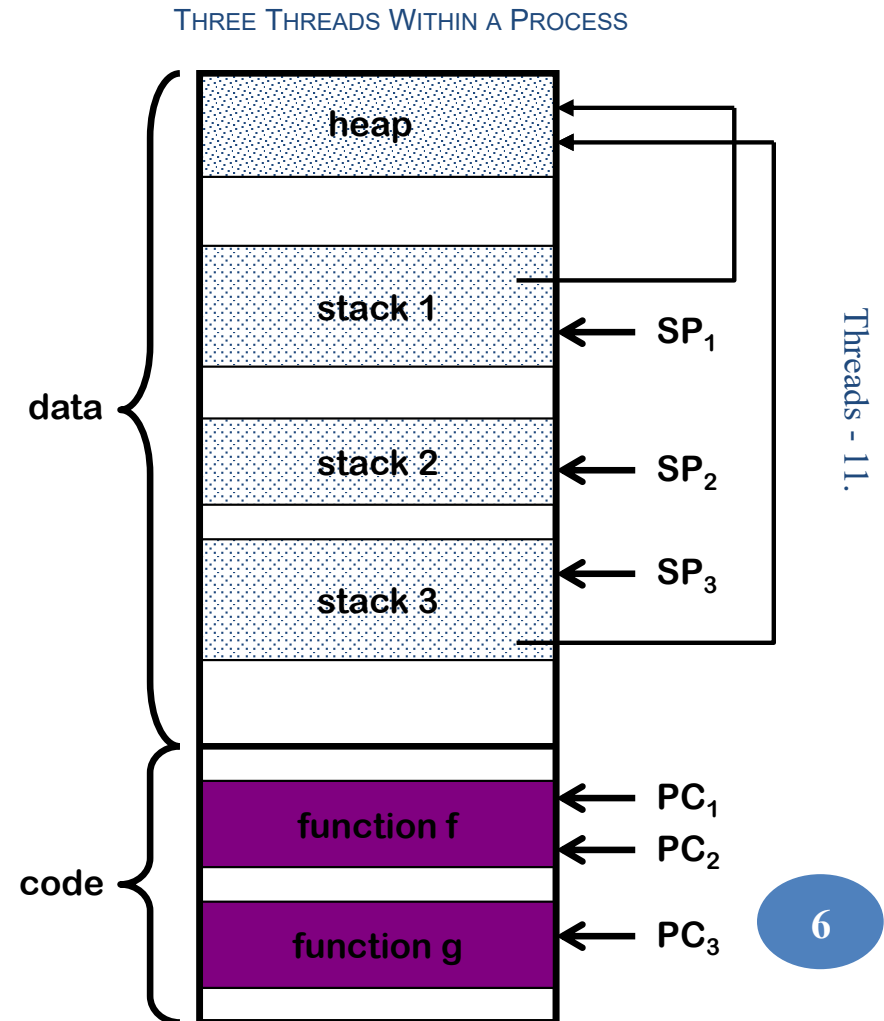 THREE THREADS WITHIN A PROCESS
heap
stack 1
SP₁
data
stack 2
SP₂
stack 3
SP₃
function f
PC₁
PC₂
code
function g
PC₃
Threads - 11.
6